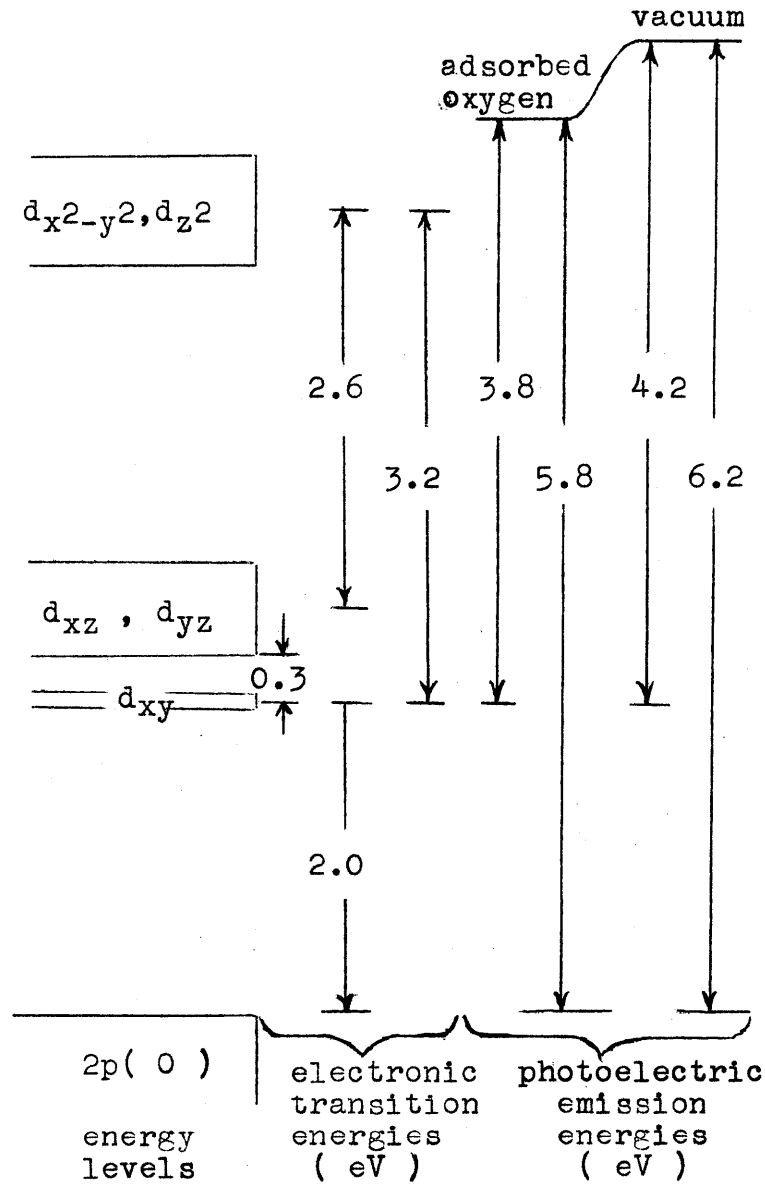 vacuum
adsorbed
oxygen
dx2-y2,dz2
2.6
3.8
4.2
3.2
5.8
6.2
dxz , dyz
0.3
dxy
2.0
2p( O )
energy
levels
electronic
transition
energies
( eV )
photoelectric
emission
energies
( eV )